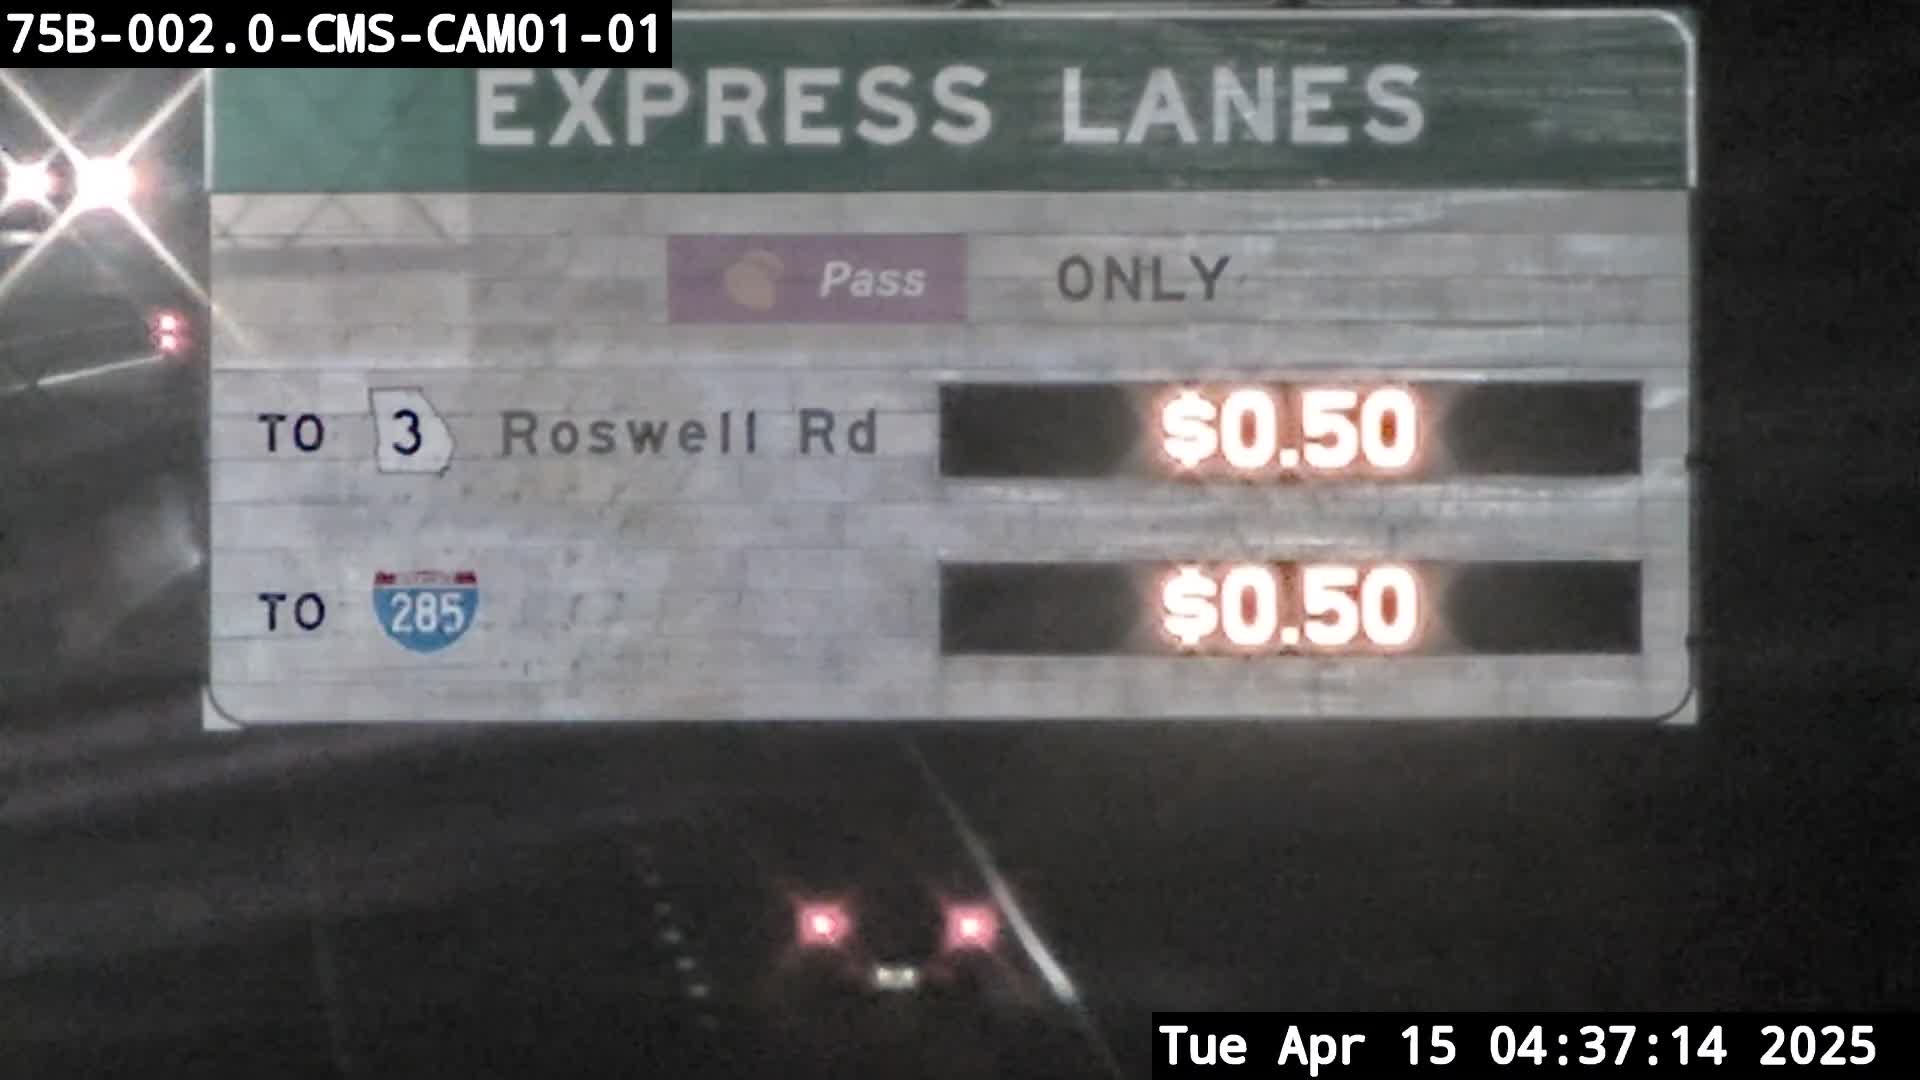 75B-002.0-CMS-CAM01-01
EXPRESS LANES
Pass ONLY
TO 3 Roswell Rd $0.50
TO 285 $0.50
Tue Apr 15 04:37:14 2025